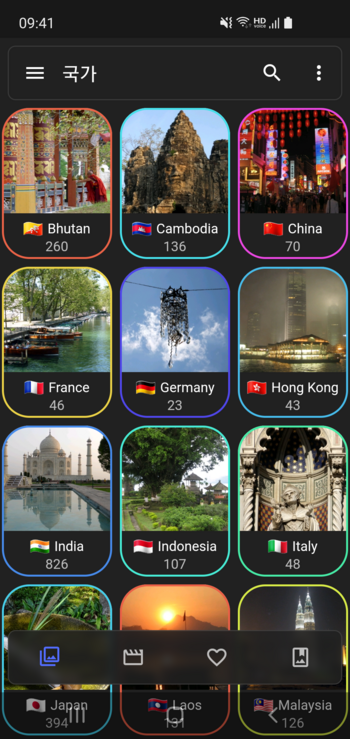 09:41
HD
VOICE
국가
Bhutan
260
Cambodia
136
China
70
France
46
Germany
23
Hong Kong
43
India
826
Indonesia
107
Italy
48
Japan
394
Laos
131
Malaysia
126